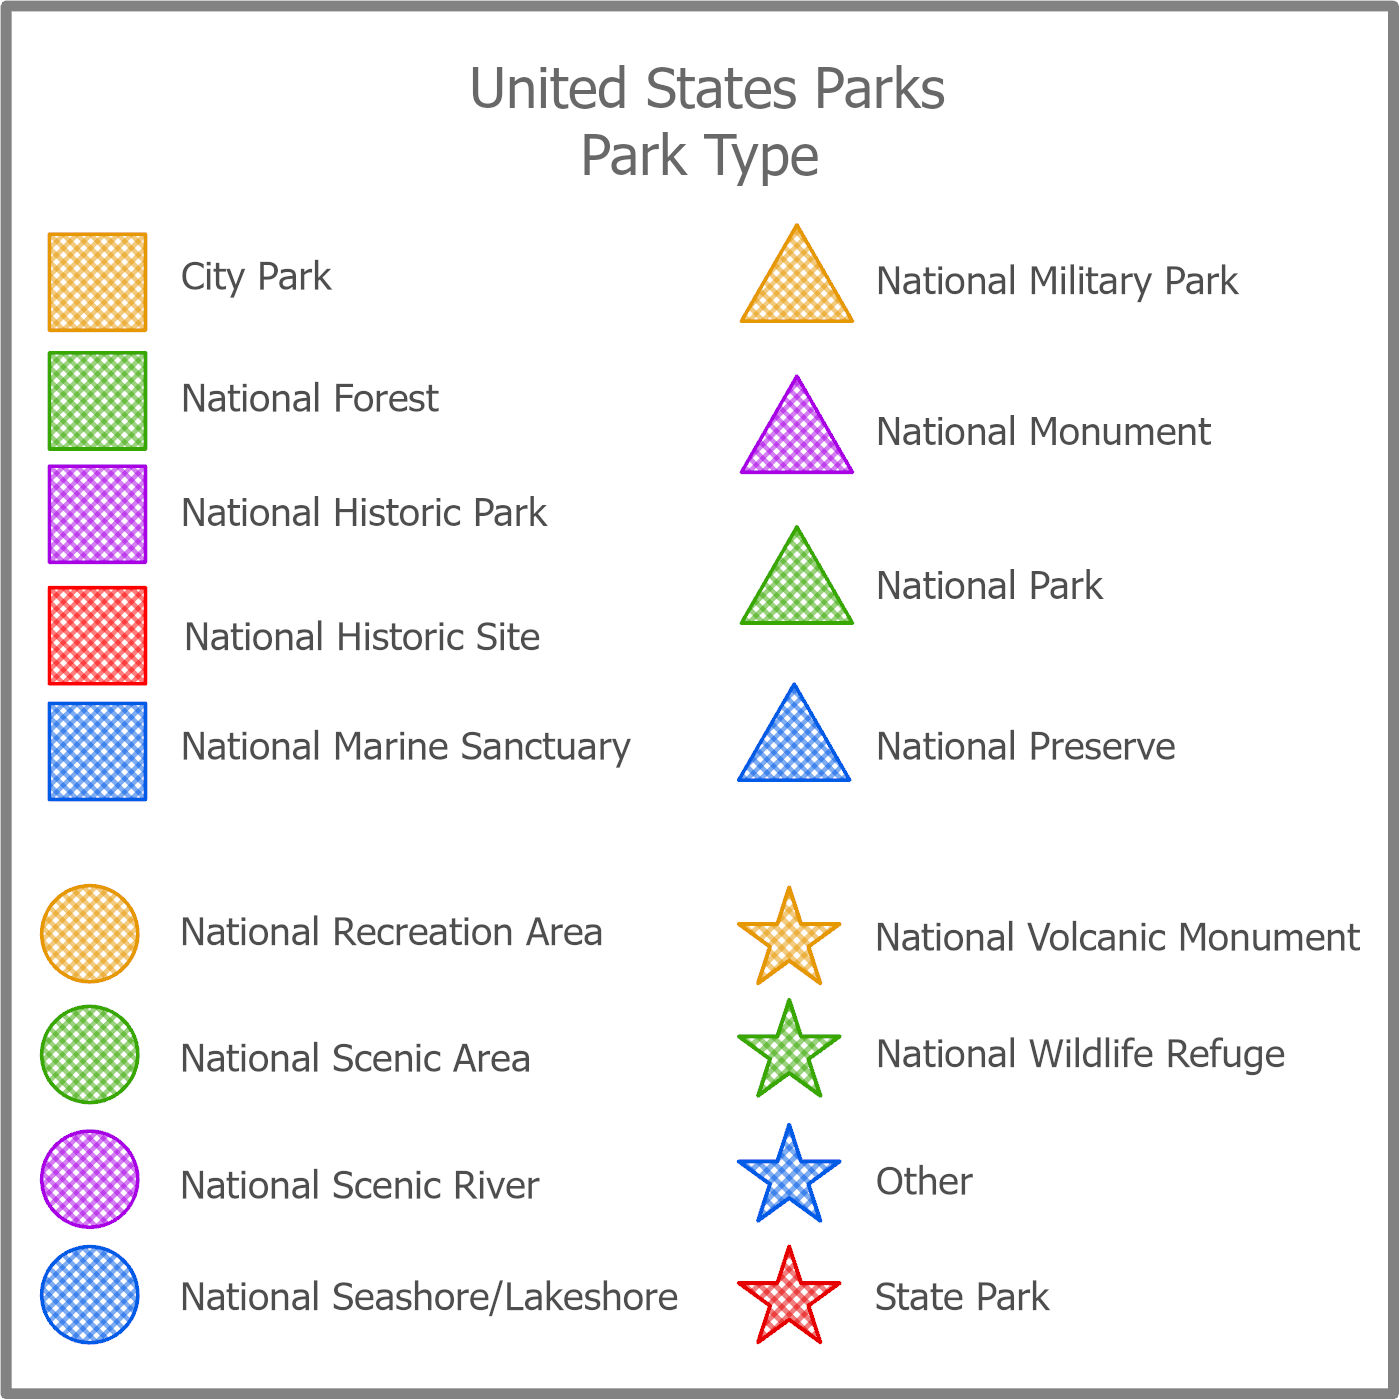 United States Parks
Park Type
City Park
National Forest
National Historic Park
National Historic Site
National Marine Sanctuary
National Military Park
National Monument
National Park
National Preserve
National Recreation Area
National Scenic Area
National Scenic River
National Seashore/Lakeshore
National Volcanic Monument
National Wildlife Refuge
Other
State Park